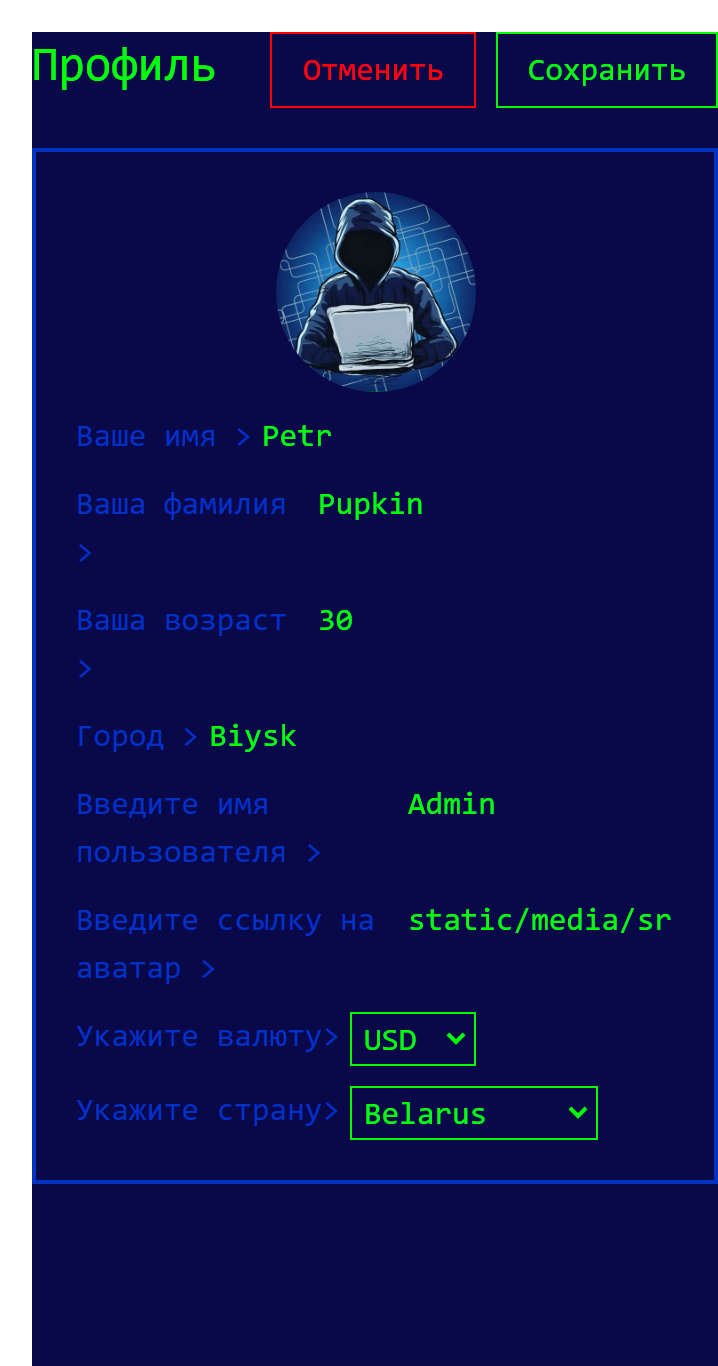 Профиль Отменить Сохранить
Ваше имя > Petr
Ваша фамилия Pupkin
>
Ваша возраст 30
>
Город > Biysk
Введите имя Admin
пользователя >
Введите ссылку на static/media/sr
аватар >
Укажите валюту> USD
Укажите страну> Belarus